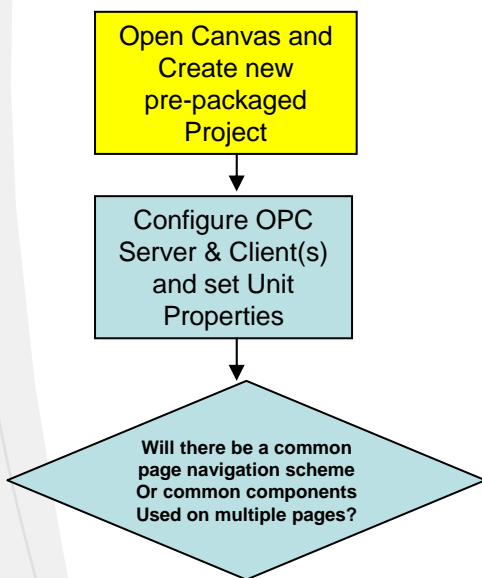 Open Canvas and
Create new
pre-packaged
Project
Configure OPC
Server & Client(s)
and set Unit
Properties
Will there be a common
page navigation scheme
Or common components
Used on multiple pages?